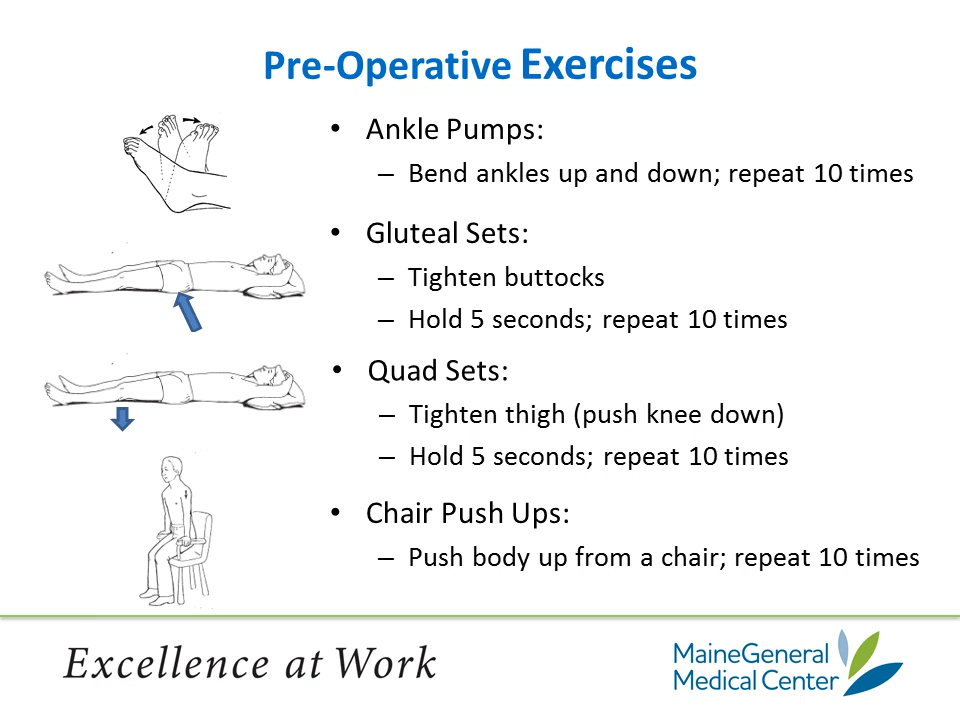 Pre-Operative Exercises
• Ankle Pumps:
– Bend ankles up and down; repeat 10 times
• Gluteal Sets:
– Tighten buttocks
– Hold 5 seconds; repeat 10 times
• Quad Sets:
– Tighten thigh (push knee down)
– Hold 5 seconds; repeat 10 times
• Chair Push Ups:
– Push body up from a chair; repeat 10 times
Excellence at Work
MaineGeneral
Medical Center